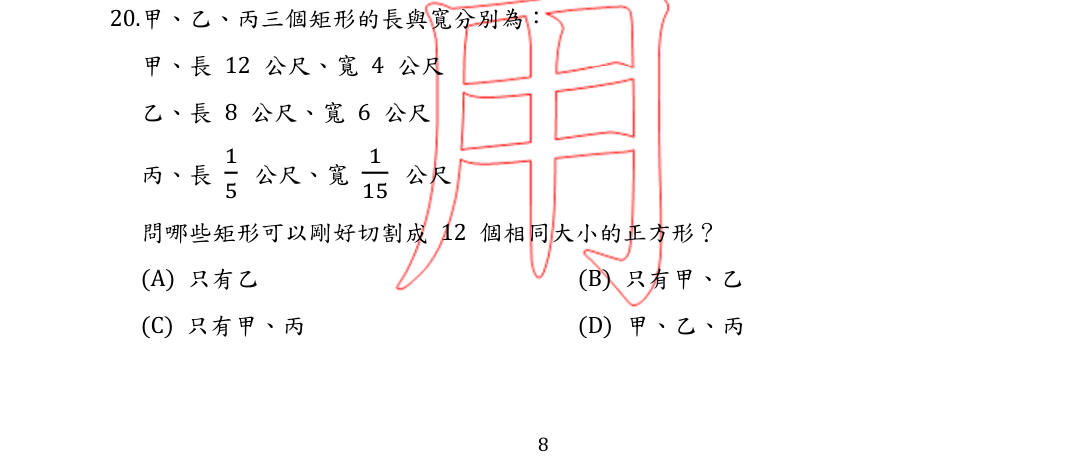 20.甲、乙、丙三個矩形的長與寬分別為：
甲、長 12 公尺、寬 4 公尺
乙、長 8 公尺、寬 6 公尺
丙、長 1/5 公尺、寬 1/15 公尺
問哪些矩形可以剛好切割成 12 個相同大小的正方形？
(A) 只有乙 (B) 只有甲、乙
(C) 只有甲、丙 (D) 甲、乙、丙
用
8